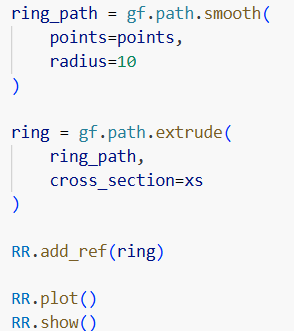 ring_path = gf.path.smooth(
    points=points,
    radius=10
)

ring = gf.path.extrude(
    ring_path,
    cross_section=xs
)

RR.add_ref(ring)

RR.plot()
RR.show()